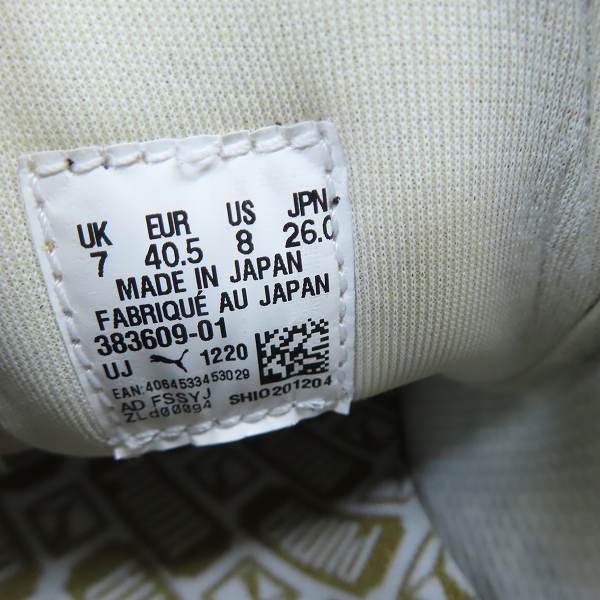 UK EUR US JPN
7 40.5 8 26.0
MADE IN JAPAN
FABRIQUÉ AU JAPAN
383609-01
UJ 1220
EAN:4064533453029
AD FSSYJ SHI0201204
ZLd00094
PUMA